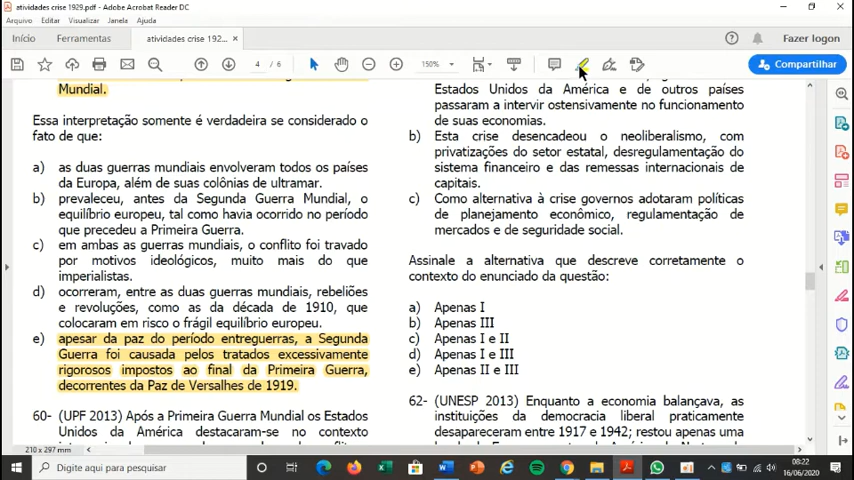 atividades crise 1929.pdf - Adobe Acrobat Reader DC
Arquivo Editar Visualizar Assinar Janela Ajuda
Início Ferramentas atividades crise 192... × Fazer logon
4 / 6 150% Compartilhar
Mundial.
Essa interpretação somente é verdadeira se considerado o
fato de que:
a) as duas guerras mundiais envolveram todos os países
da Europa, além de suas colônias de ultramar.
b) prevaleceu, antes da Segunda Guerra Mundial, o
equilíbrio europeu, tal como havia ocorrido no período
que precedeu a Primeira Guerra.
c) em ambas as guerras mundiais, o conflito foi travado
por motivos ideológicos, muito mais do que
imperialistas.
d) ocorreram, entre as duas guerras mundiais, rebeliões
e revoluções, como as da década de 1910, que
colocaram em risco o frágil equilíbrio europeu.
e) apesar da paz do período entreguerras, a Segunda
Guerra foi causada pelos tratados excessivamente
rigorosos impostos ao final da Primeira Guerra,
decorrentes da Paz de Versalhes de 1919.
60- (UPF 2013) Após a Primeira Guerra Mundial os Estados
Unidos da América destacaram-se no contexto
Estados Unidos da América e de outros países
passaram a intervir ostensivamente no funcionamento
de suas economias.
b) Esta crise desencadeou o neoliberalismo, com
privatizações do setor estatal, desregulamentação do
sistema financeiro e das remessas internacionais de
capitais.
c) Como alternativa à crise governos adotaram políticas
de planejamento econômico, regulamentação de
mercados e de seguridade social.
Assinale a alternativa que descreve corretamente o
contexto do enunciado da questão:
a) Apenas I
b) Apenas III
c) Apenas I e II
d) Apenas I e III
e) Apenas II e III
62- (UNESP 2013) Enquanto a economia balançava, as
instituições da democracia liberal praticamente
desapareceram entre 1917 e 1942; restou apenas uma
210 x 297 mm
Digite aqui para pesquisar
08:22
16/06/2020